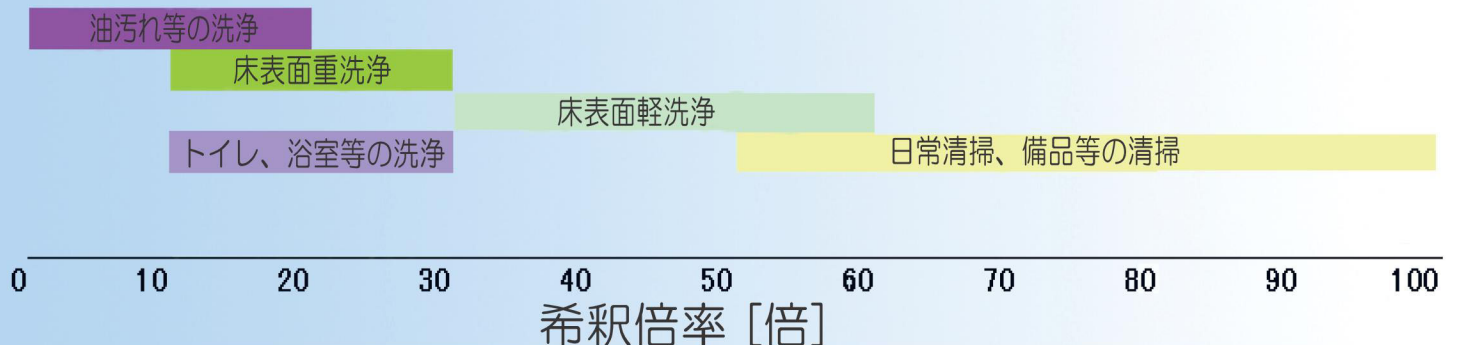 油汚れ等の洗浄
床表面重洗浄
床表面軽洗浄
トイレ、浴室等の洗浄
日常清掃、備品等の清掃
0 10 20 30 40 50 60 70 80 90 100
希釈倍率 [倍]